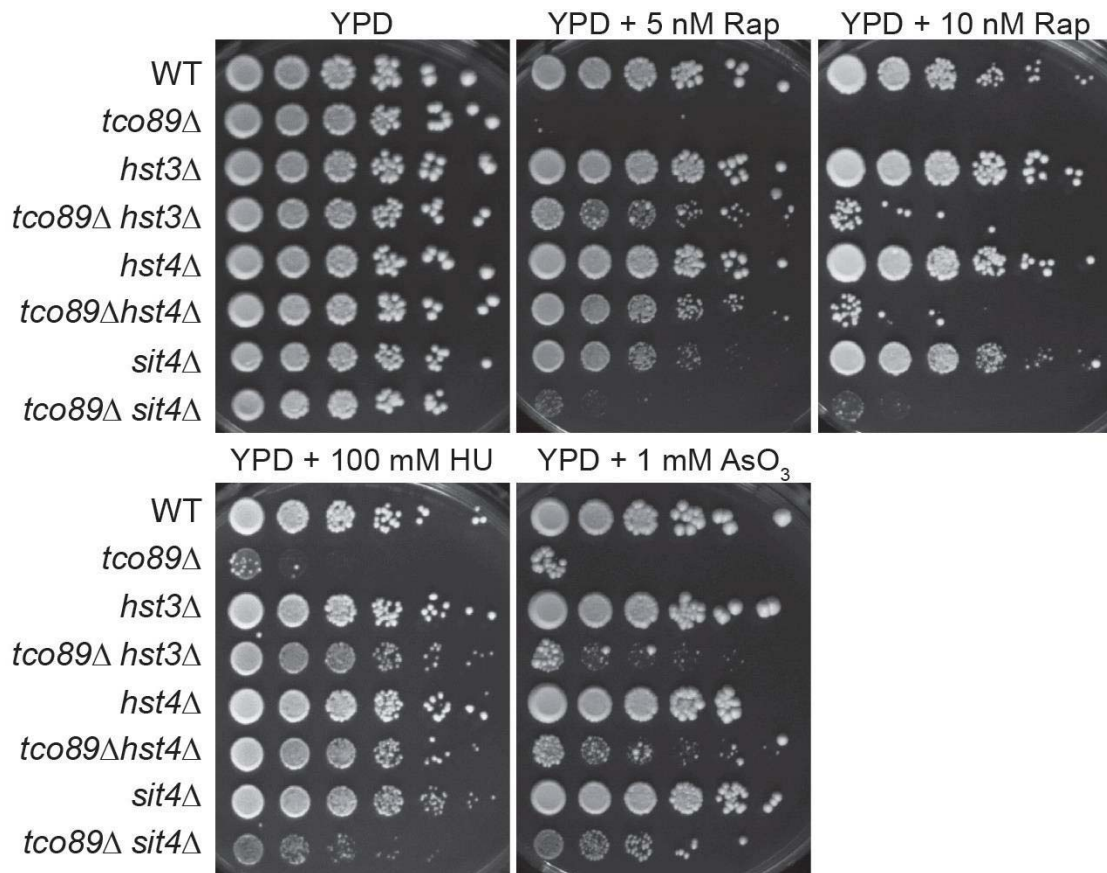 YPD YPD + 5 nM Rap YPD + 10 nM Rap
WT
tco89Δ
hst3Δ
tco89Δ hst3Δ
hst4Δ
tco89Δhst4Δ
sit4Δ
tco89Δ sit4Δ
YPD + 100 mM HU YPD + 1 mM AsO₃
WT
tco89Δ
hst3Δ
tco89Δ hst3Δ
hst4Δ
tco89Δhst4Δ
sit4Δ
tco89Δ sit4Δ